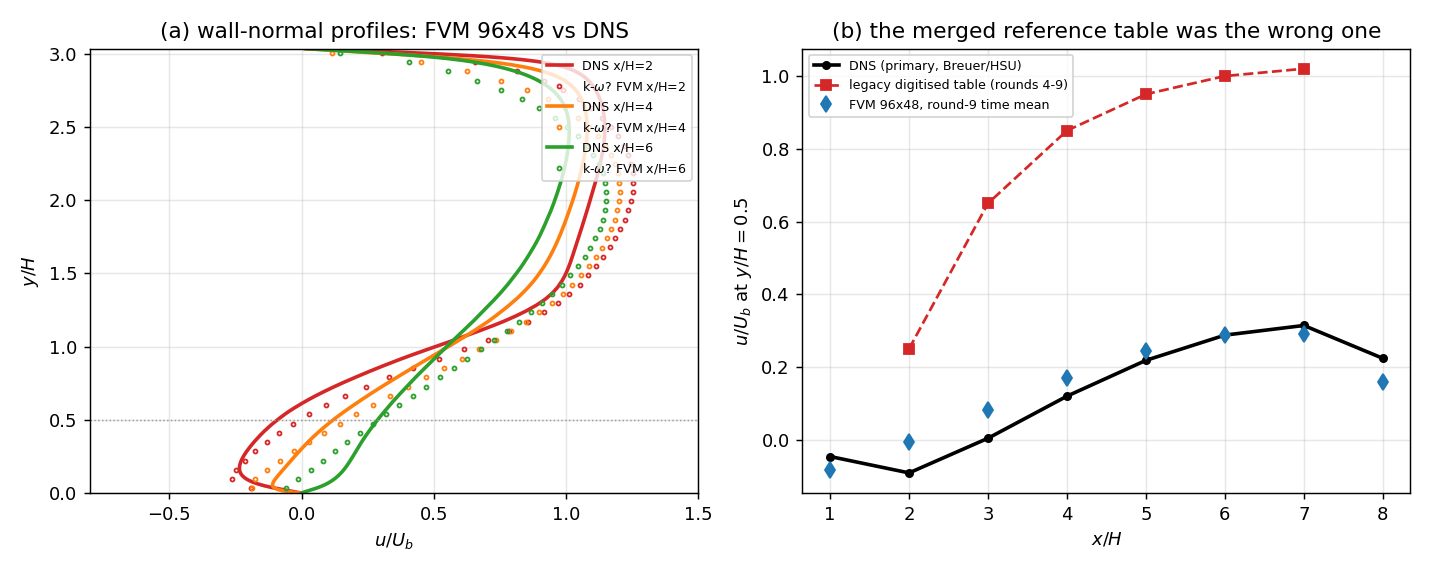 (a) wall-normal profiles: FVM 96x48 vs DNS
3.0
2.5
2.0
1.5
1.0
0.5
0.0
y/H
−0.5
0.0
0.5
1.0
1.5
u/U_b
DNS x/H=2
k-ω? FVM x/H=2
DNS x/H=4
k-ω? FVM x/H=4
DNS x/H=6
k-ω? FVM x/H=6
(b) the merged reference table was the wrong one
1.0
0.8
0.6
0.4
0.2
0.0
u/U_b at y/H = 0.5
1
2
3
4
5
6
7
8
x/H
DNS (primary, Breuer/HSU)
legacy digitised table (rounds 4-9)
FVM 96x48, round-9 time mean